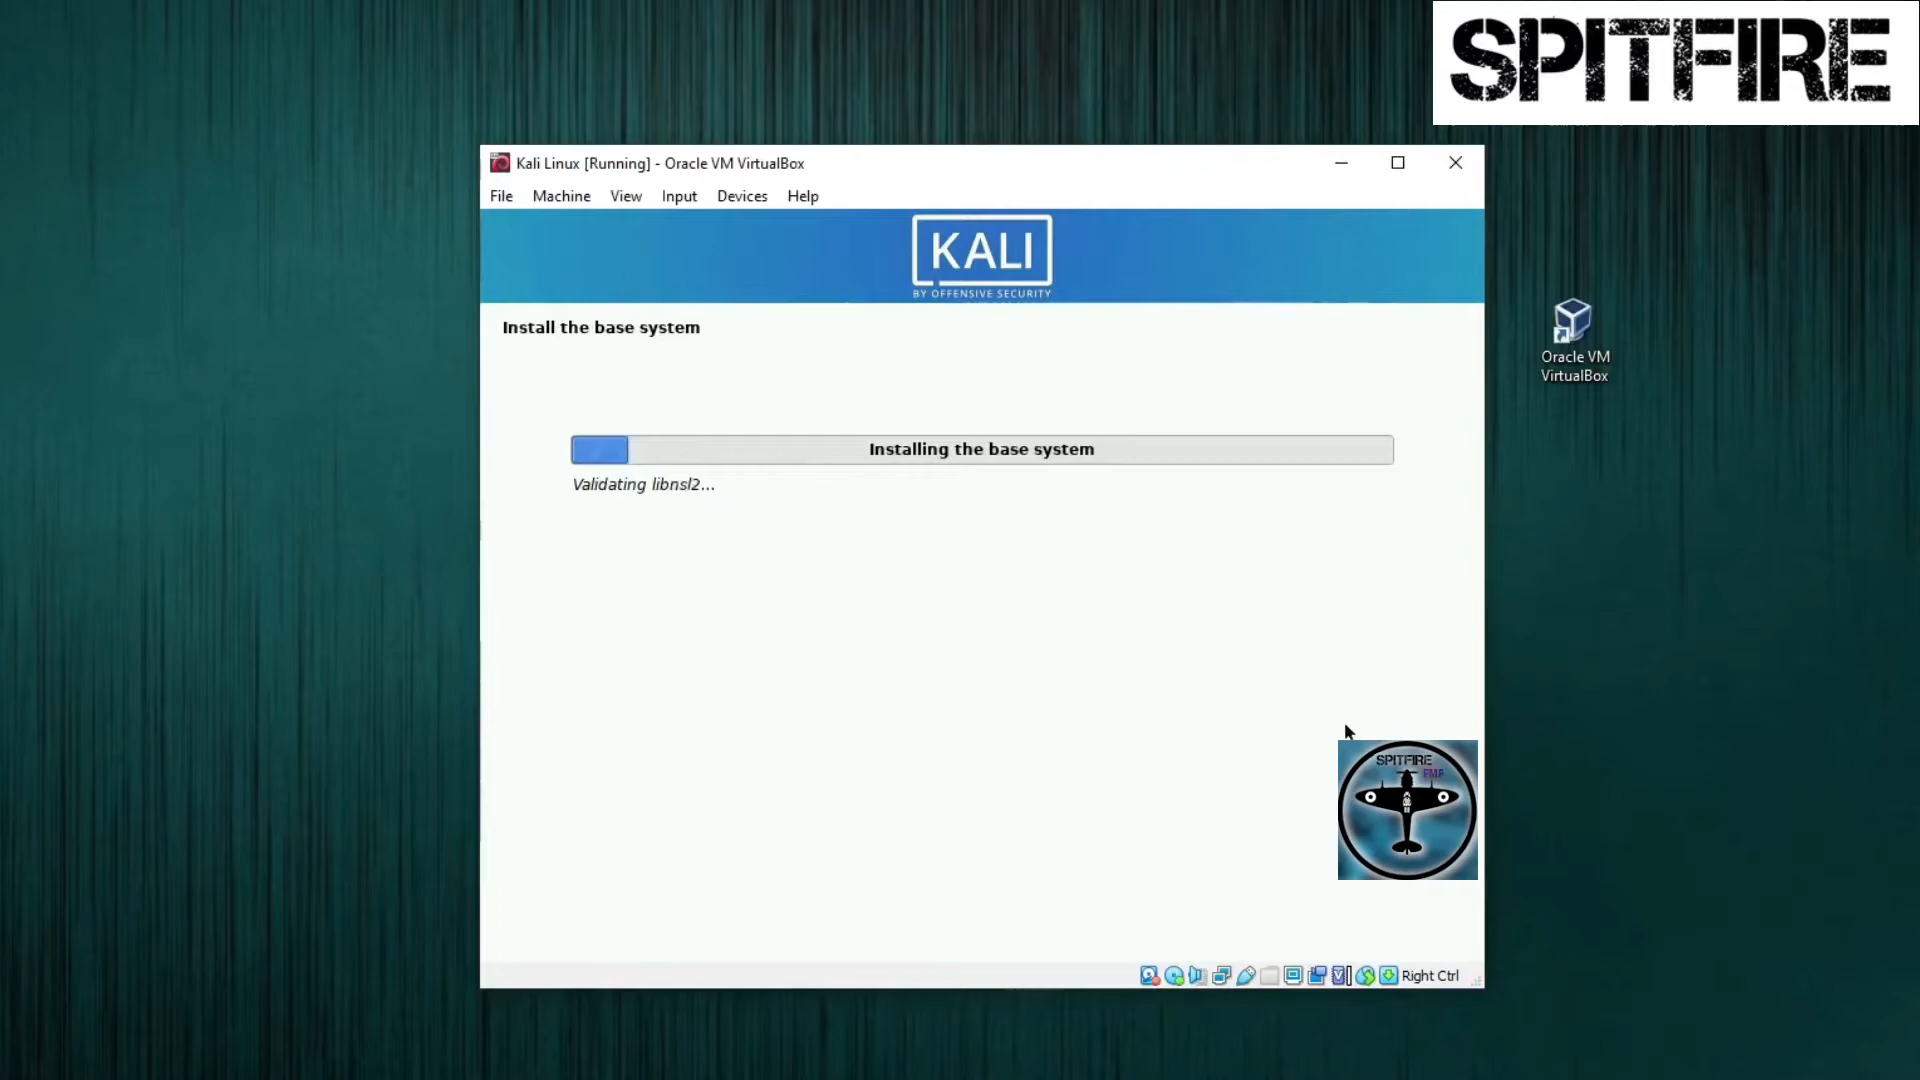 SPITFIRE
Kali Linux [Running] - Oracle VM VirtualBox
File Machine View Input Devices Help
KALI
BY OFFENSIVE SECURITY
Install the base system
Oracle VM
VirtualBox
Installing the base system
Validating libnsl2...
SPITFIRE
FMF
Right Ctrl